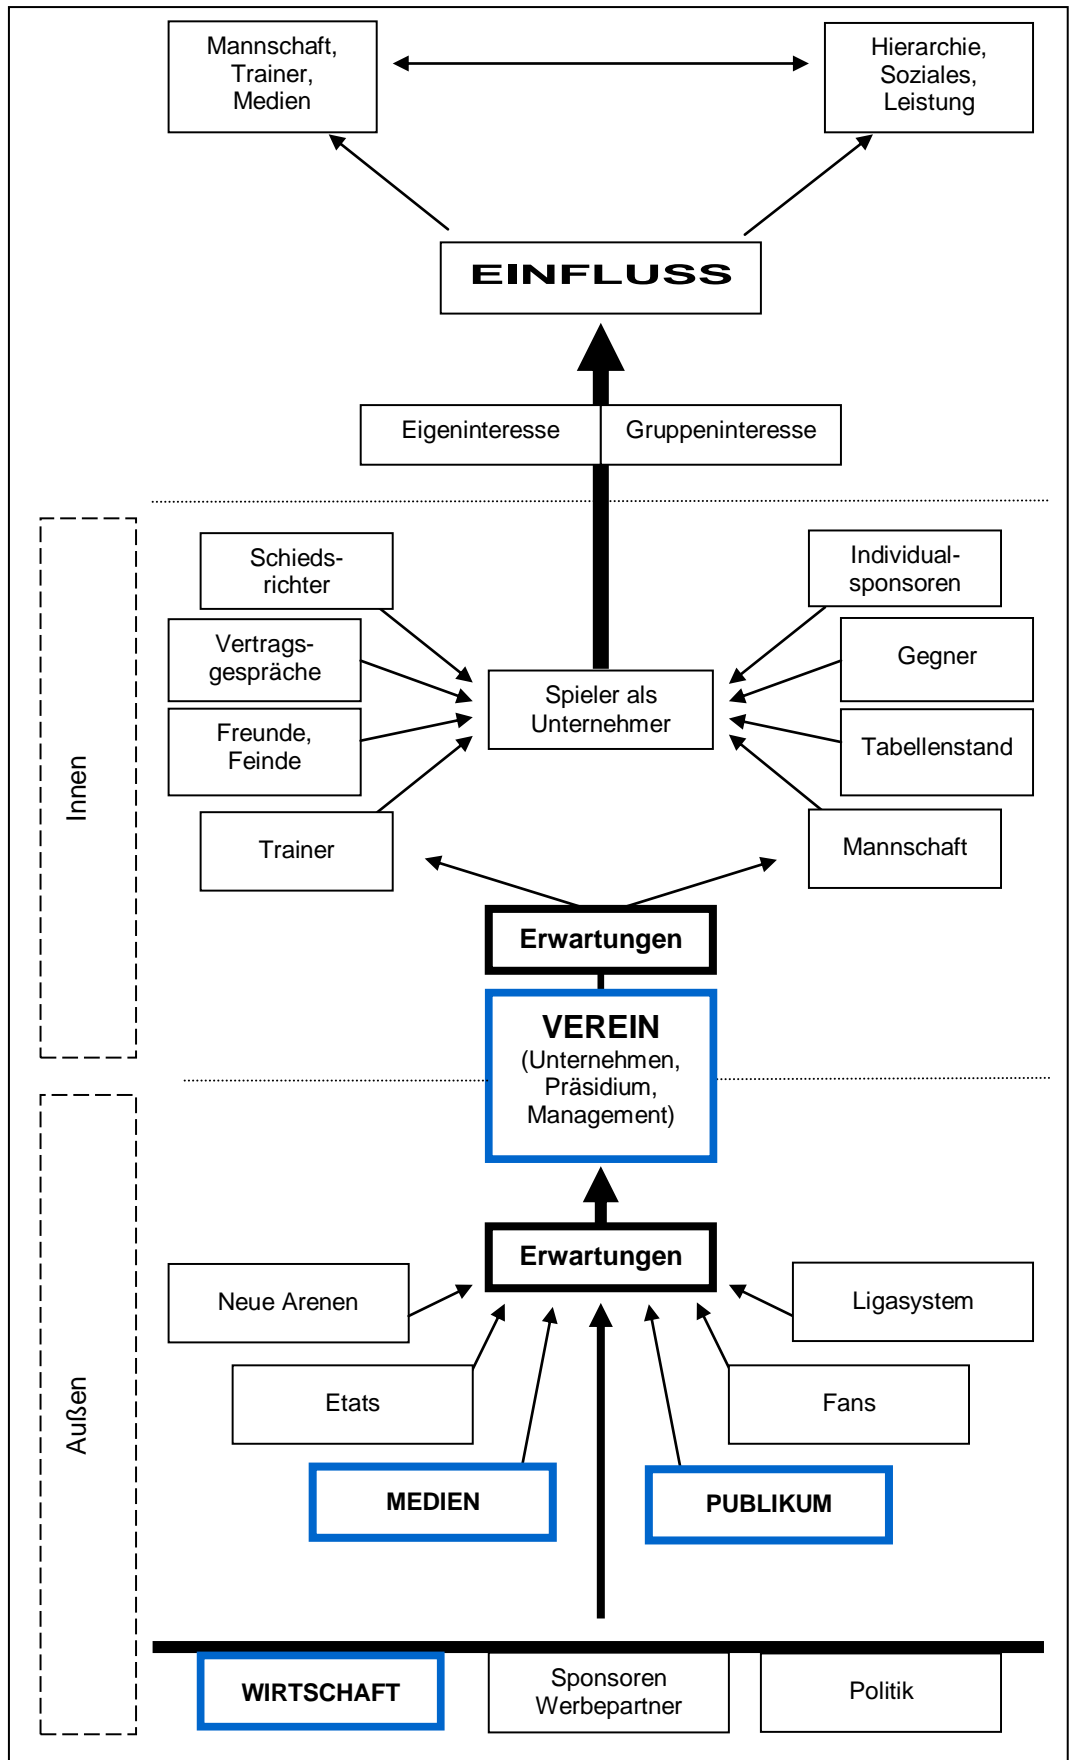 Mannschaft,
Trainer,
Medien
Hierarchie,
Soziales,
Leistung
EINFLUSS
Eigeninteresse
Gruppeninteresse
Innen
Schieds-
richter
Individual-
sponsoren
Vertrags-
gespräche
Gegner
Spieler als
Unternehmer
Freunde,
Feinde
Tabellenstand
Trainer
Mannschaft
Erwartungen
VEREIN
(Unternehmen,
Präsidium,
Management)
Außen
Erwartungen
Neue Arenen
Ligasystem
Etats
Fans
MEDIEN
PUBLIKUM
WIRTSCHAFT
Sponsoren
Werbepartner
Politik